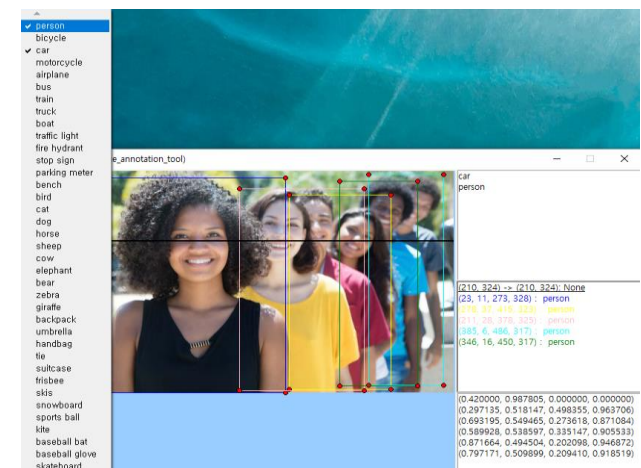 person
bicycle
car
motorcycle
airplane
bus
train
truck
boat
traffic light
fire hydrant
stop sign
parking meter
bench
bird
cat
dog
horse
sheep
cow
elephant
bear
zebra
giraffe
backpack
umbrella
handbag
tie
suitcase
frisbee
skis
snowboard
sports ball
kite
baseball bat
baseball glove
skateboard
e_annotation_tool)
car
person
(210, 324) -> (210, 324): None
(23, 11, 273, 328) : person
(211, 28, 378, 325) : person
(385, 6, 486, 317) : person
(346, 16, 450, 317) : person
(0.420000, 0.987805, 0.000000, 0.000000)
(0.297135, 0.518147, 0.498355, 0.963706)
(0.693195, 0.549465, 0.273618, 0.871084)
(0.589928, 0.538597, 0.335147, 0.905533)
(0.871664, 0.494504, 0.202098, 0.946872)
(0.797171, 0.509899, 0.209410, 0.918519)